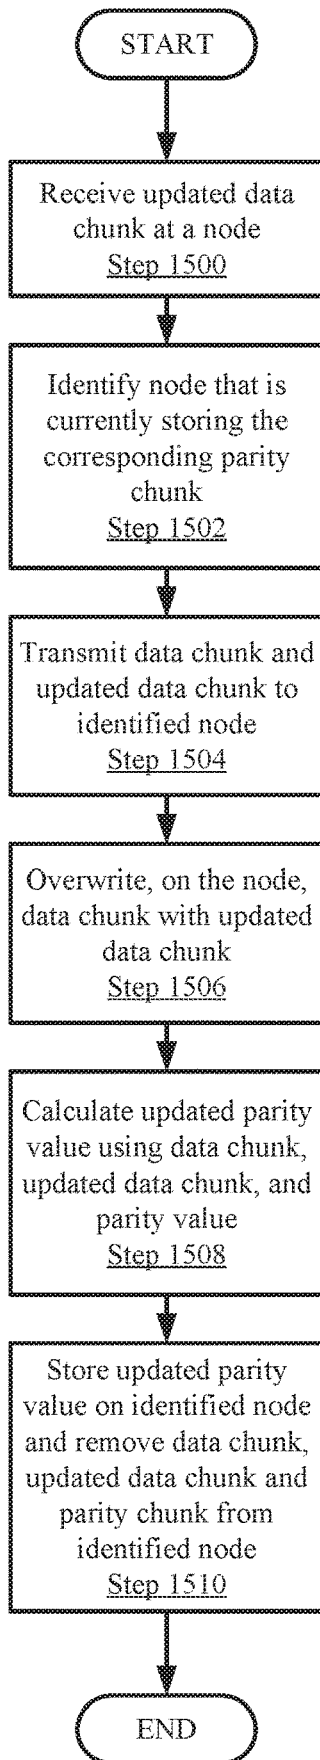 START
Receive updated data
chunk at a node
Step 1500
Identify node that is
currently storing the
corresponding parity
chunk
Step 1502
Transmit data chunk and
updated data chunk to
identified node
Step 1504
Overwrite, on the node,
data chunk with updated
data chunk
Step 1506
Calculate updated parity
value using data chunk,
updated data chunk, and
parity value
Step 1508
Store updated parity
value on identified node
and remove data chunk,
updated data chunk and
parity chunk from
identified node
Step 1510
END